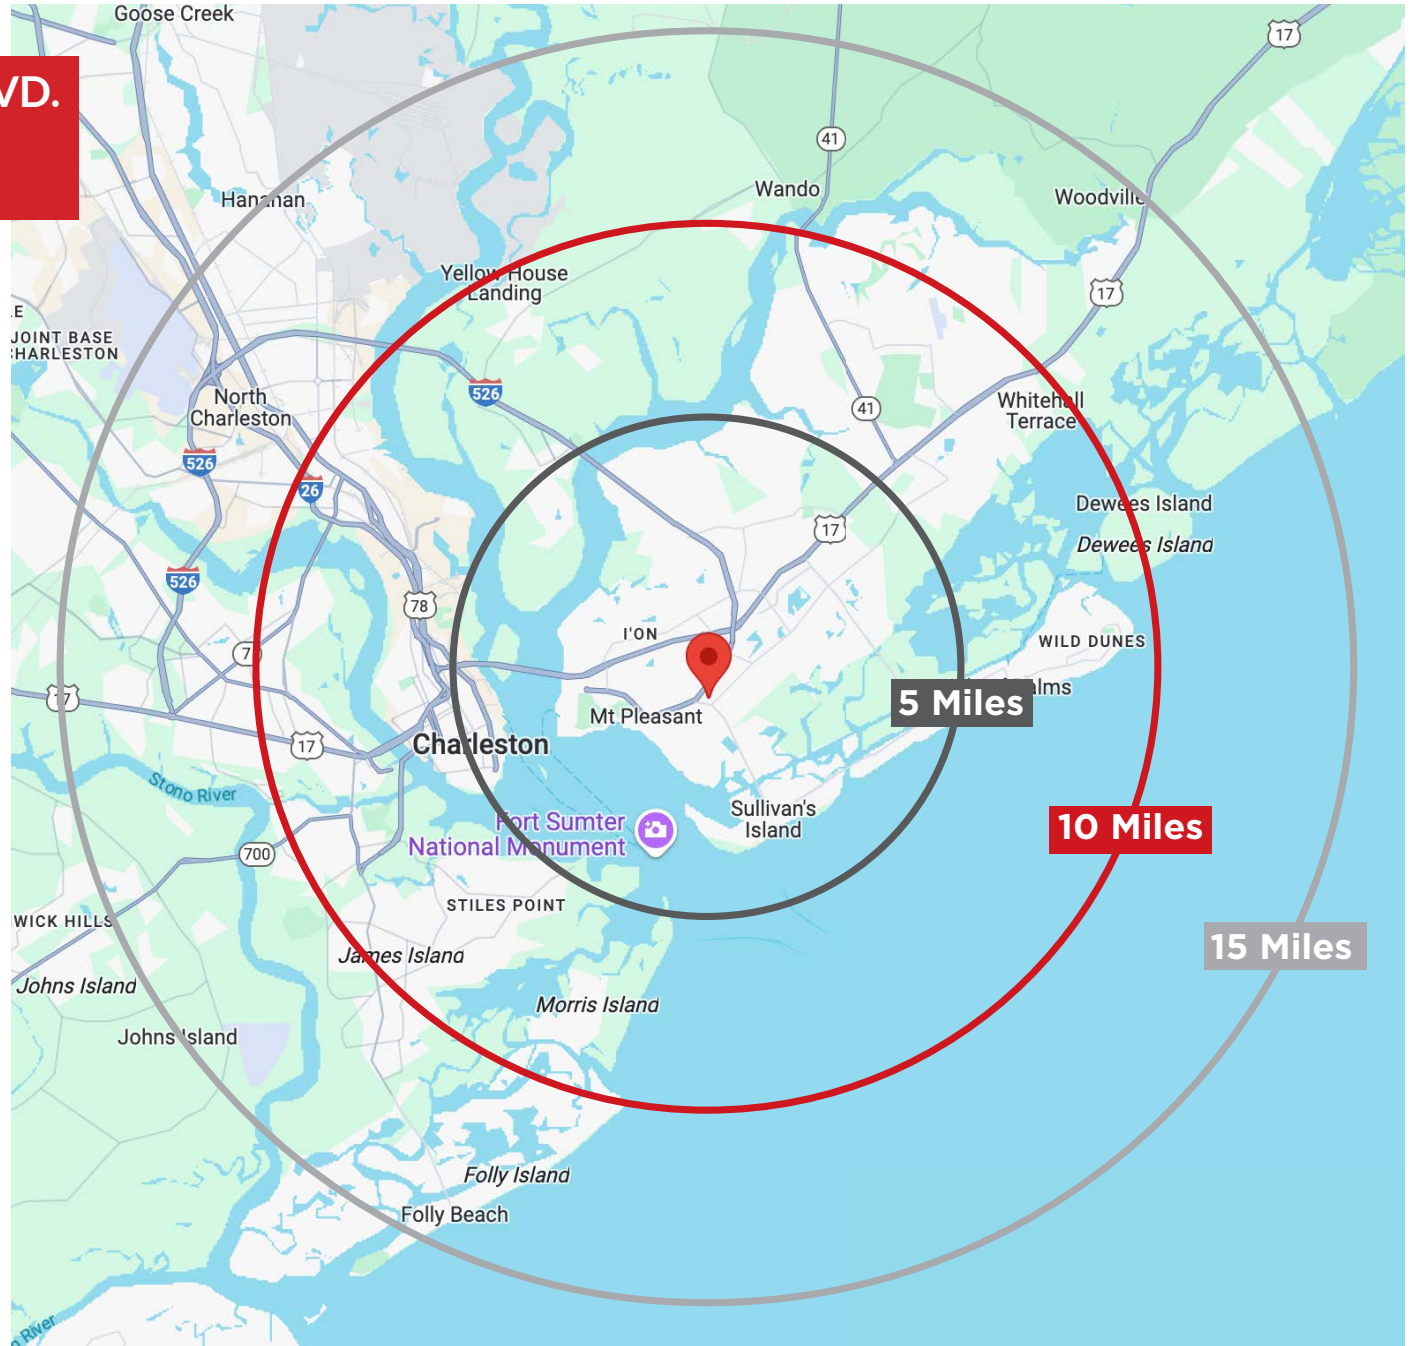 Goose Creek
17
VD.
41
Hanahan
Wando
Woodville
Yellow House
Landing
17
LE
JOINT BASE
CHARLESTON
526
North
Charleston
41
Whitehall
Terrace
526
26
Dewees Island
17
Dewees Island
526
78
I'ON
WILD DUNES
7
17
5 Miles
alms
Mt Pleasant
17
Charleston
Stono River
Sullivan's
Island
Fort Sumter
National Monument
10 Miles
700
STILES POINT
WICK HILLS
15 Miles
James Island
Johns Island
Morris Island
Johns Island
Folly Island
Folly Beach
River